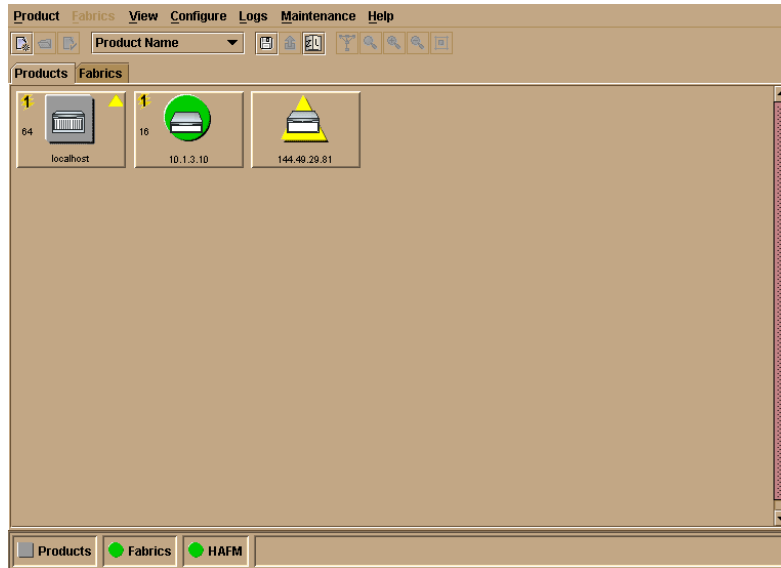 Product Fabrics View Configure Logs Maintenance Help
Product Name
Products Fabrics
1 1
64 16
localhost 10.1.3.10 144.49.29.81
Products Fabrics HAFM